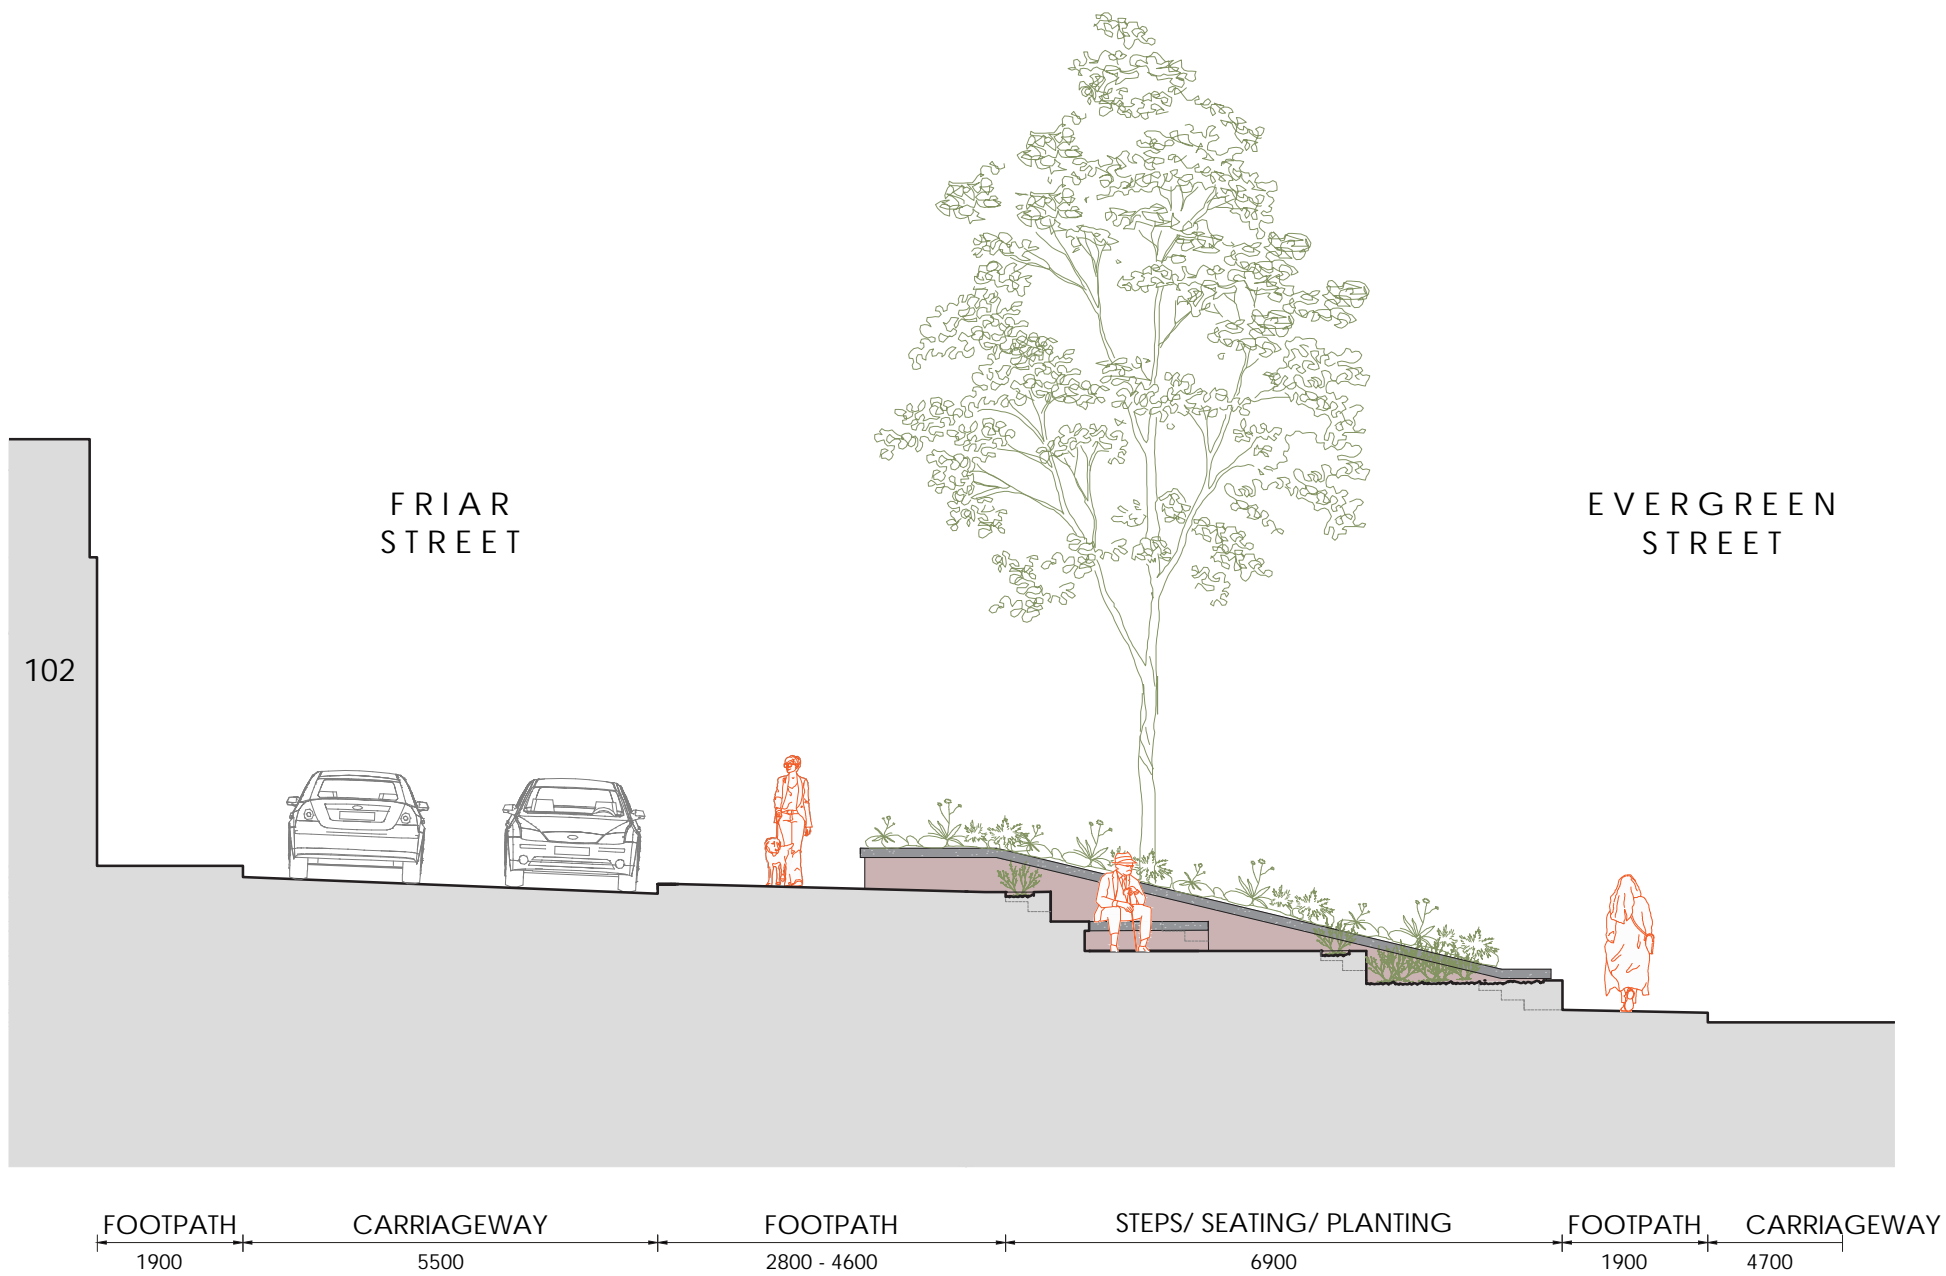 FRIAR
STREET
EVERGREEN
STREET
102
FOOTPATH
CARRIAGEWAY
FOOTPATH
STEPS/ SEATING/ PLANTING
FOOTPATH
CARRIAGEWAY
1900
5500
2800 - 4600
6900
1900
4700